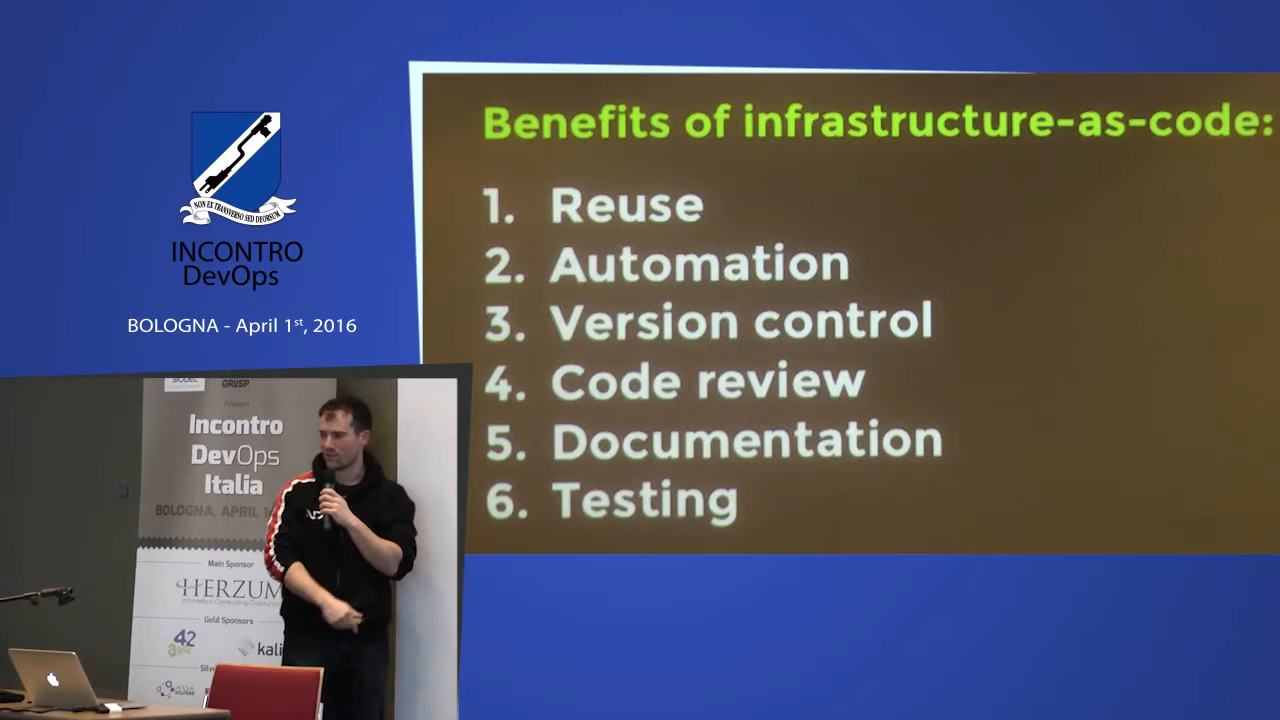 NON EX TRANSVERSO SED DEORSUM
INCONTRO
DevOps
BOLOGNA - April 1st, 2016
Benefits of infrastructure-as-code:
1. Reuse
2. Automation
3. Version control
4. Code review
5. Documentation
6. Testing
GRUSP
Incontro
DevOps
Italia
BOLOGNA, APRIL
Main Sponsor
HERZUM
Gold Sponsors
42
kali